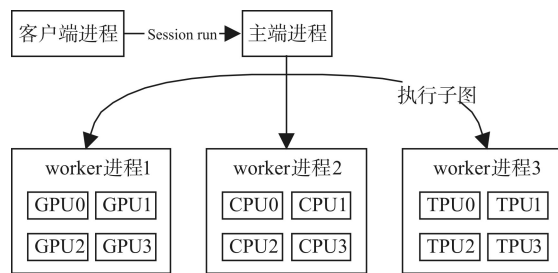 客户端进程
Session run
主端进程
执行子图
worker进程1
GPU0 GPU1
GPU2 GPU3
worker进程2
CPU0 CPU1
CPU2 CPU3
worker进程3
TPU0 TPU1
TPU2 TPU3